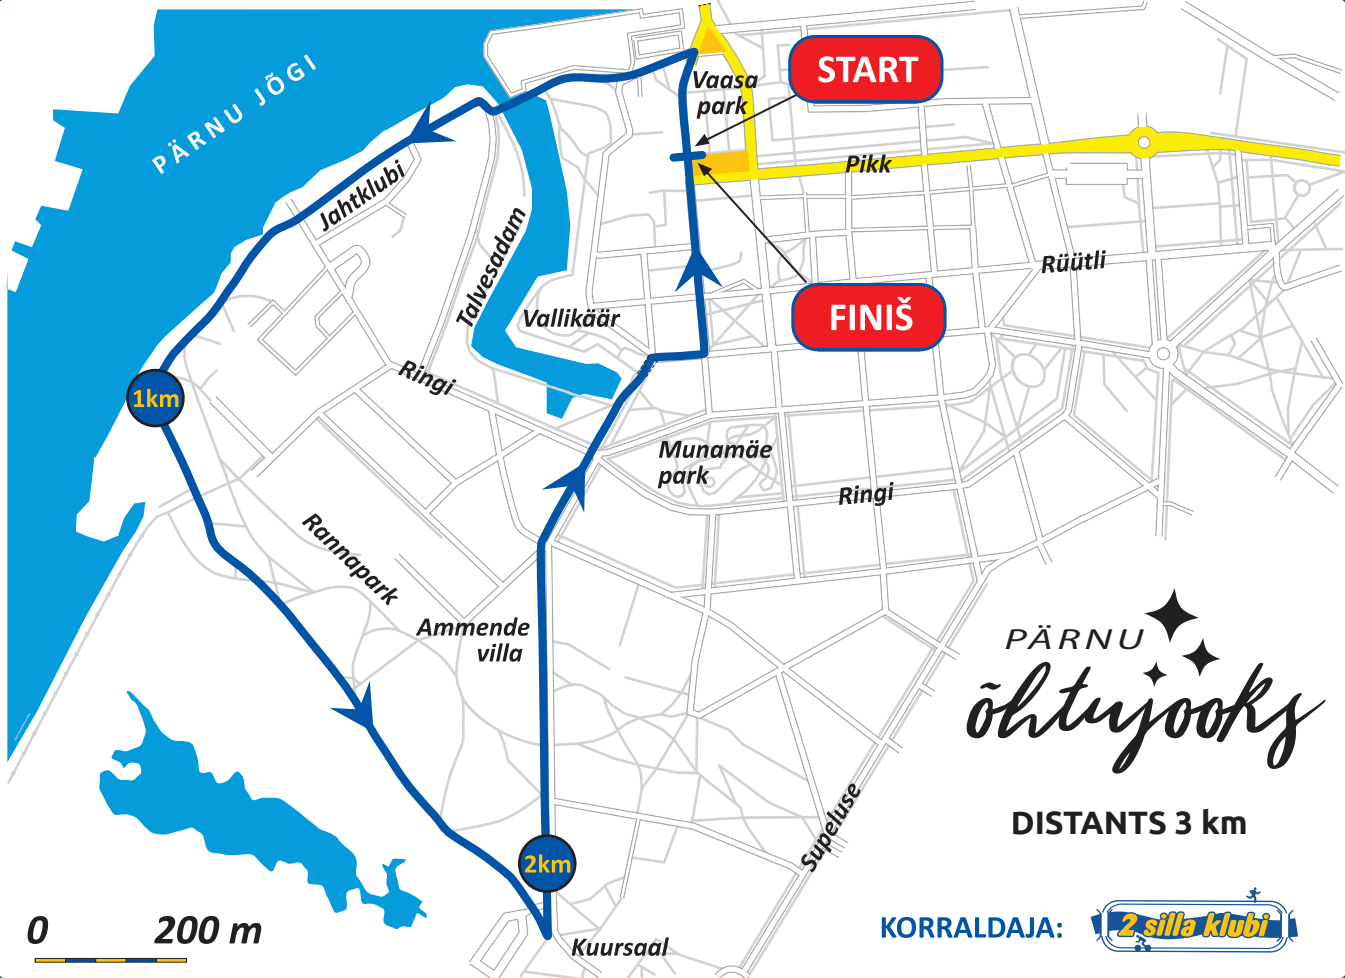 PÄRNU JÕGI
START
Vaasa
park
Pikk
Jahtklubi
Talvesadam
Rüütli
Vallikäär
FINIŠ
Ringi
1km
Munamäe
park
Ringi
Rannapark
Ammende
villa
PÄRNU
õhtujooks
DISTANTS 3 km
Supeluse
2km
0 200 m
Kuursaal
KORRALDAJA:
2 silla klubi